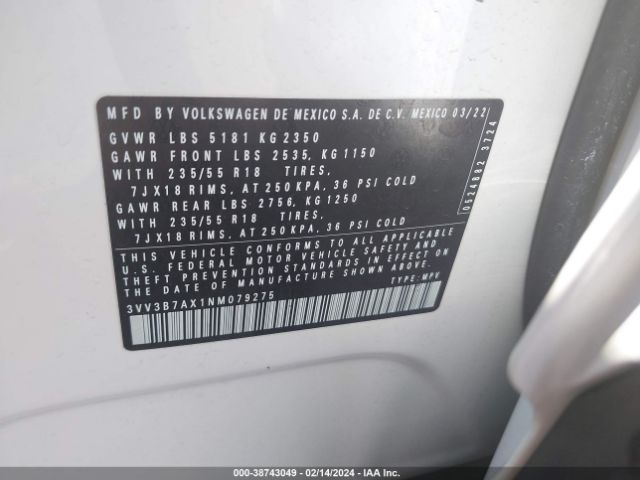 MFD BY VOLKSWAGEN DE MEXICO S.A. DE C.V. MEXICO 03/22
GVWR LBS 5181 KG 2350
GAWR FRONT LBS 2535, KG 1150
WITH 235/55 R18 TIRES,
7JX18 RIMS, AT 250 KPA, 36 PSI COLD
GAWR REAR LBS 2756, KG 1250
WITH 235/55 R18 TIRES,
7JX18 RIMS, AT 250 KPA, 36 PSI COLD
THIS VEHICLE CONFORMS TO ALL APPLICABLE
U.S. FEDERAL MOTOR VEHICLE SAFETY AND
THEFT PREVENTION STANDARDS IN EFFECT ON
THE DATE OF MANUFACTURE SHOWN ABOVE.
3VV3B7AX1NM079275 TYPE: MPV
0524882 3724
000-38743049 - 02/14/2024 - IAA Inc.